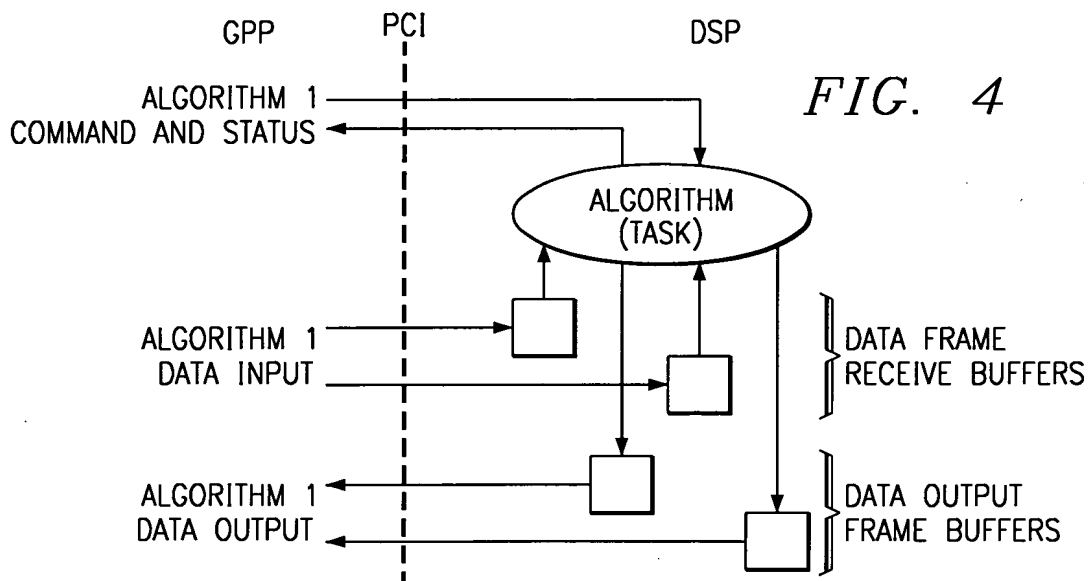 GPP
PCI
DSP
FIG. 4
ALGORITHM 1
COMMAND AND STATUS
ALGORITHM
(TASK)
ALGORITHM 1
DATA INPUT
DATA FRAME
RECEIVE BUFFERS
ALGORITHM 1
DATA OUTPUT
DATA OUTPUT
FRAME BUFFERS